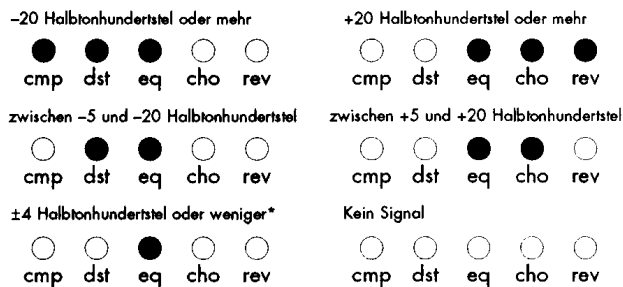 –20 Halbtonhundertstel oder mehr
cmp dst eq cho rev
+20 Halbtonhundertstel oder mehr
cmp dst eq cho rev
zwischen –5 und –20 Halbtonhundertstel
cmp dst eq cho rev
zwischen +5 und +20 Halbtonhundertstel
cmp dst eq cho rev
±4 Halbtonhundertstel oder weniger*
cmp dst eq cho rev
Kein Signal
cmp dst eq cho rev